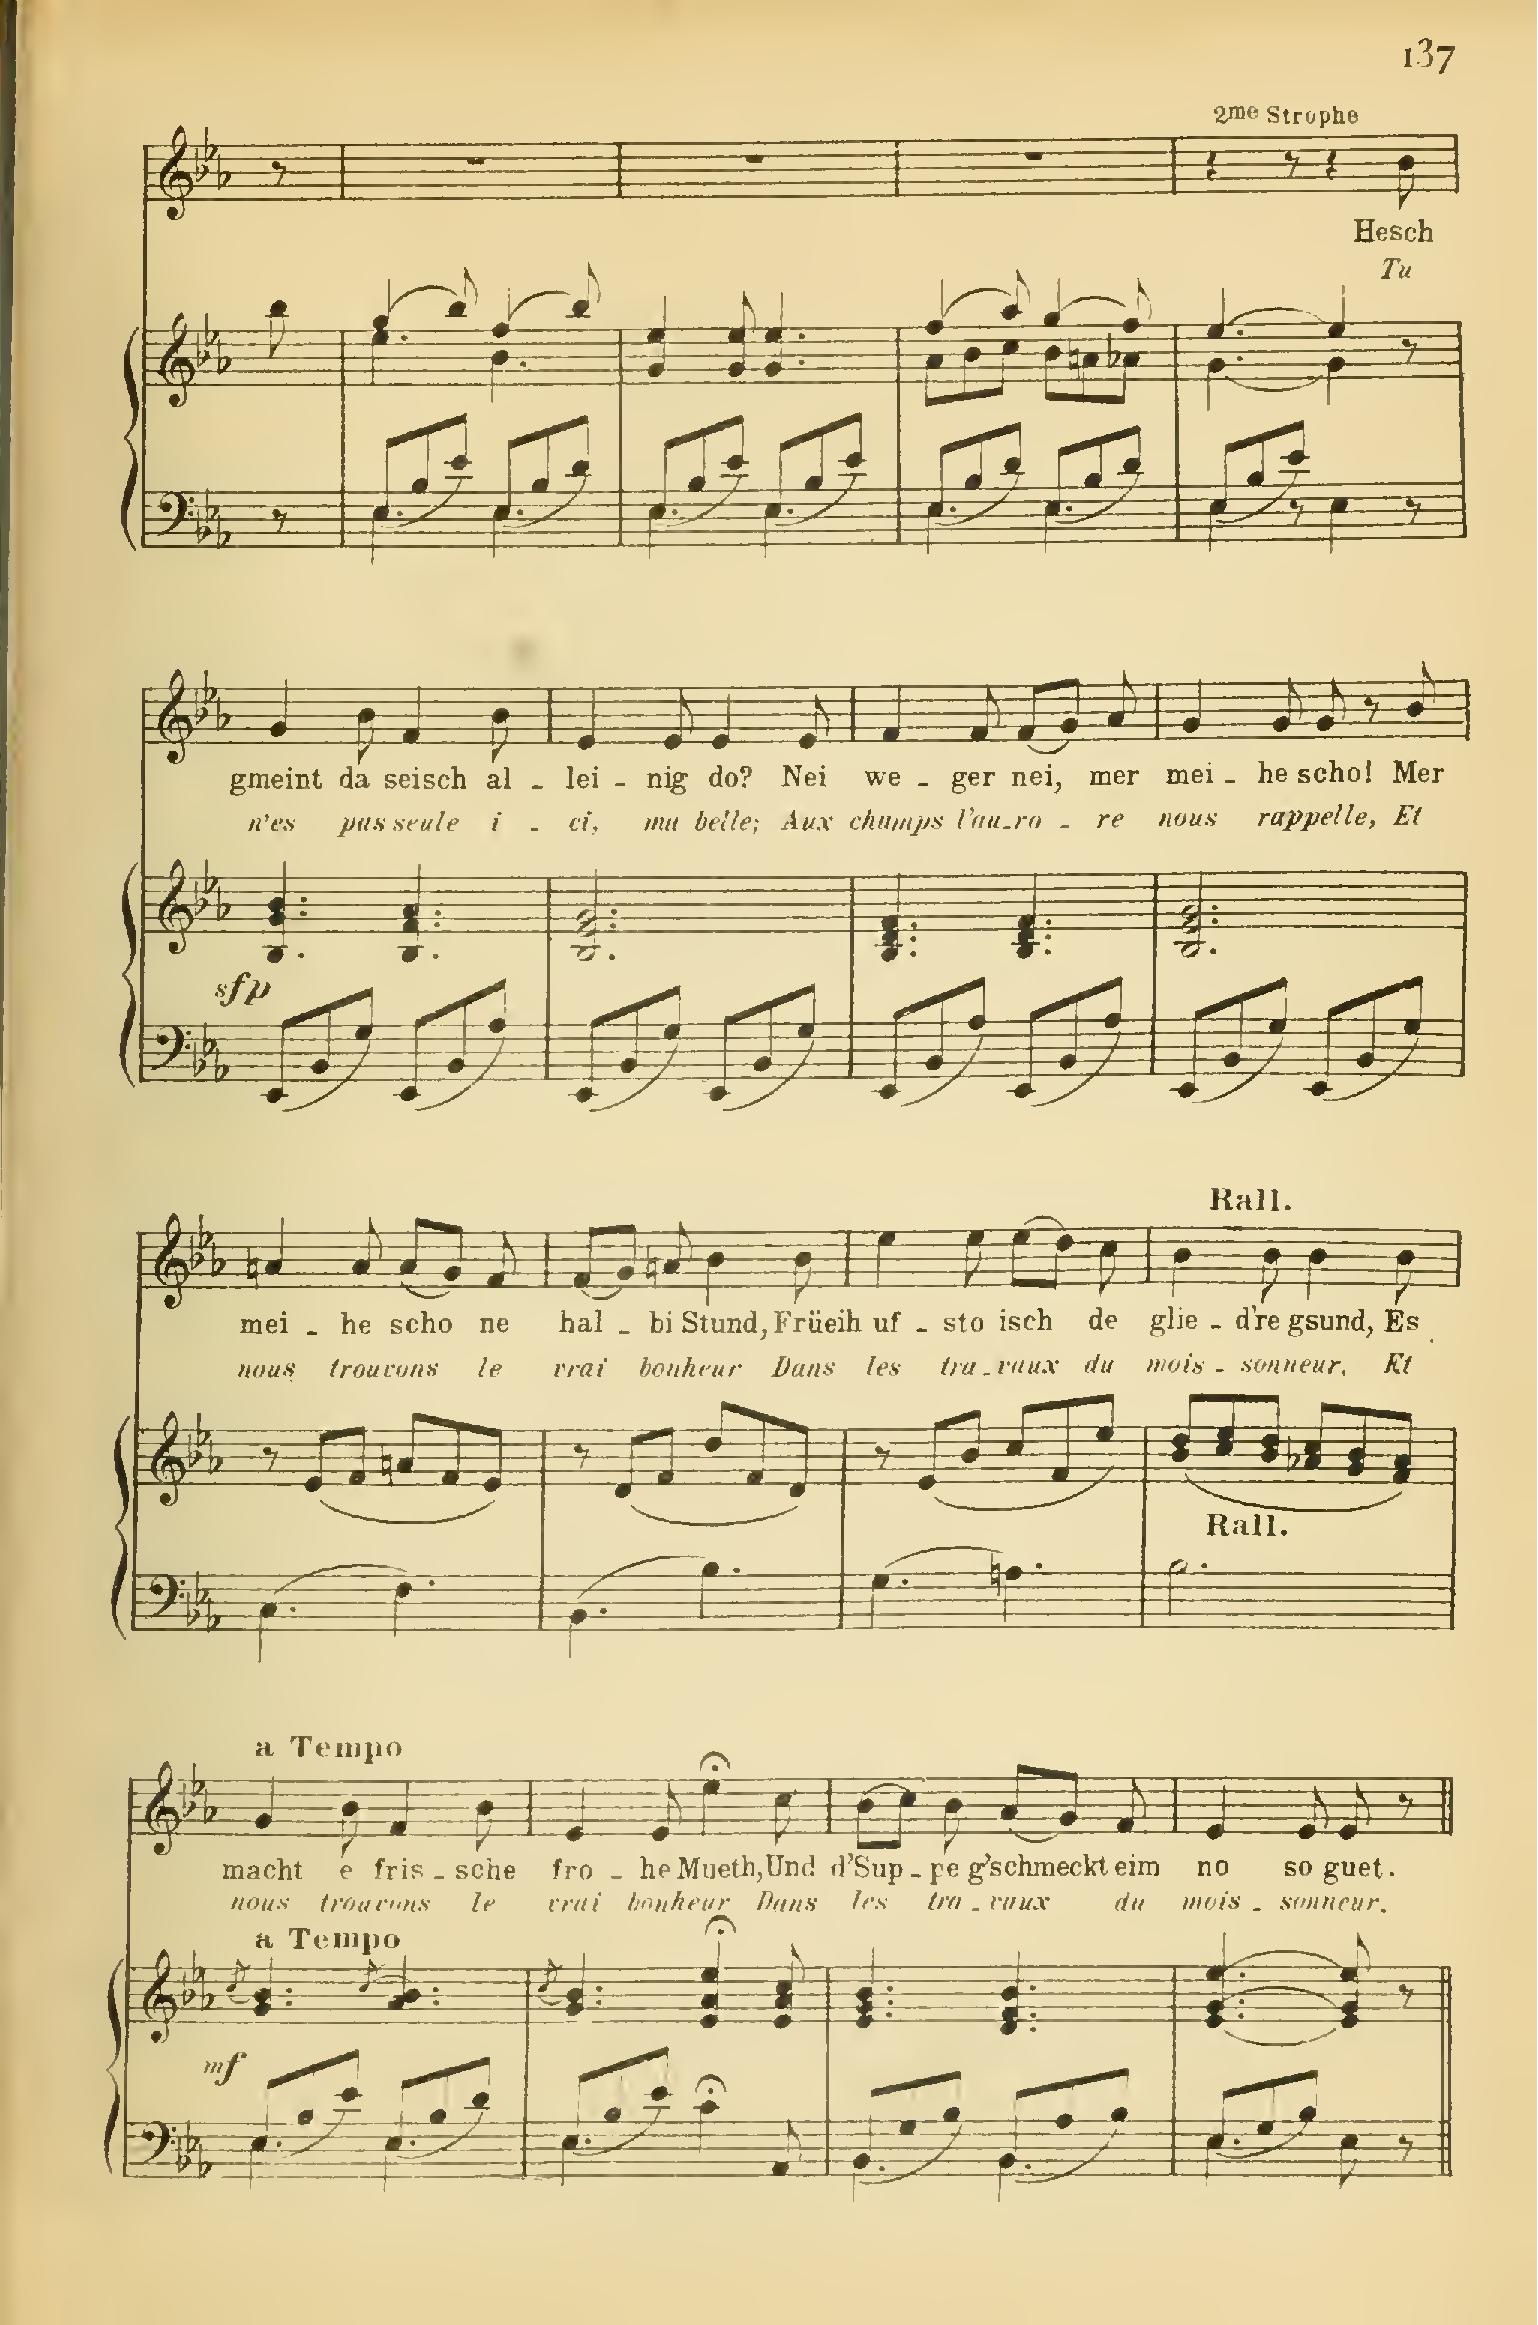 137
2me Strophe
Hesch
Tu
gmeint da seisch al - lei - nig do? Nei we - ger nei, mer mei - he scho! Mer
n'es pas seule i - ci, ma belle; Aux champs l'au-ro - re nous rappelle, Et
sfp
Rall.
mei - he scho ne hal - bi Stund, Früeih uf - sto isch de glie - d're gsund, Es
nous trouvons le vrai bonheur Dans les tra-vaux du mois - sonneur. Et
Rall.
a Tempo
macht e fris - sche fro - he Mueth, Und d'Sup - pe g'schmeckt eim no so guet.
nous trouvons le vrai bonheur Dans les tra - vaux du mois - sonneur.
a Tempo
mf